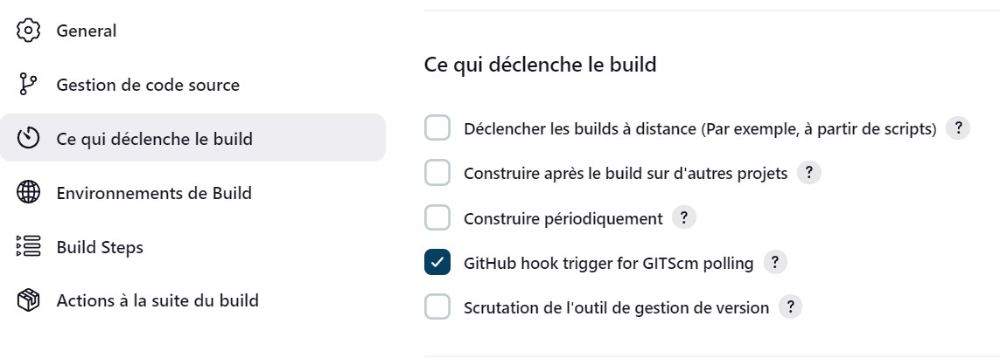 General
Gestion de code source
Ce qui déclenche le build
Environnements de Build
Build Steps
Actions à la suite du build
Ce qui déclenche le build
Déclencher les builds à distance (Par exemple, à partir de scripts) ?
Construire après le build sur d'autres projets ?
Construire périodiquement ?
GitHub hook trigger for GITScm polling ?
Scrutation de l'outil de gestion de version ?